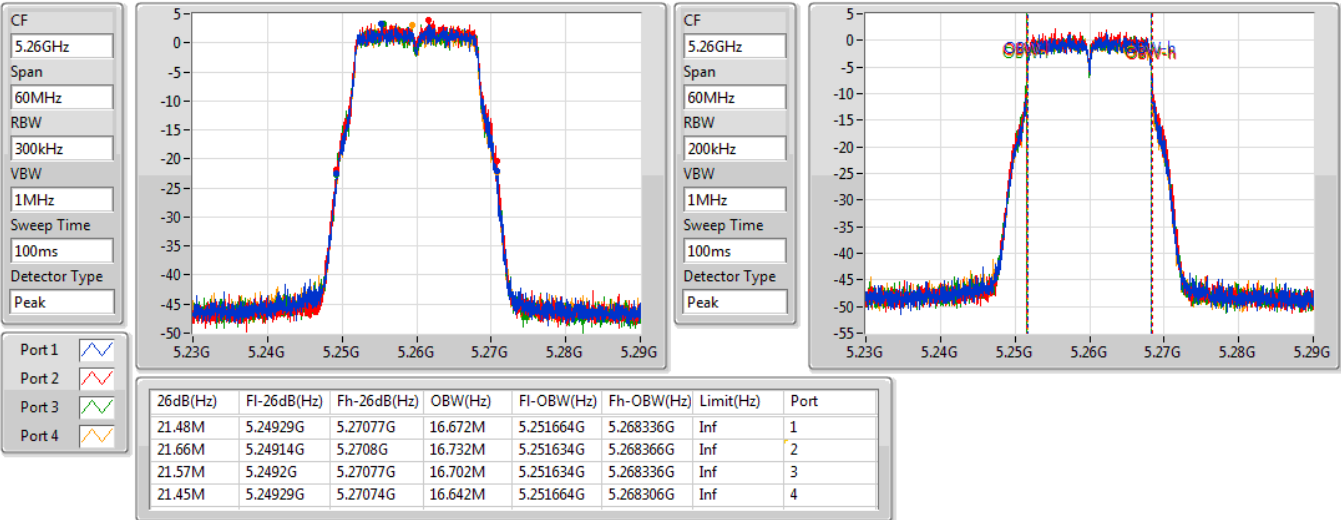 CF
5.26GHz
Span
60MHz
RBW
300kHz
VBW
1MHz
Sweep Time
100ms
Detector Type
Peak
5
0
-5
-10
-15
-20
-25
-30
-35
-40
-45
-50
5.23G 5.24G 5.25G 5.26G 5.27G 5.28G 5.29G
CF
5.26GHz
Span
60MHz
RBW
200kHz
VBW
1MHz
Sweep Time
100ms
Detector Type
Peak
5
0
-5
-10
-15
-20
-25
-30
-35
-40
-45
-50
-55
OBW-h
5.23G 5.24G 5.25G 5.26G 5.27G 5.28G 5.29G
Port 1
Port 2
Port 3
Port 4
26dB(Hz) Fl-26dB(Hz) Fh-26dB(Hz) OBW(Hz) Fl-OBW(Hz) Fh-OBW(Hz) Limit(Hz) Port
21.48M 5.24929G 5.27077G 16.672M 5.251664G 5.268336G Inf 1
21.66M 5.24914G 5.2708G 16.732M 5.251634G 5.268366G Inf 2
21.57M 5.2492G 5.27077G 16.702M 5.251634G 5.268336G Inf 3
21.45M 5.24929G 5.27074G 16.642M 5.251664G 5.268306G Inf 4